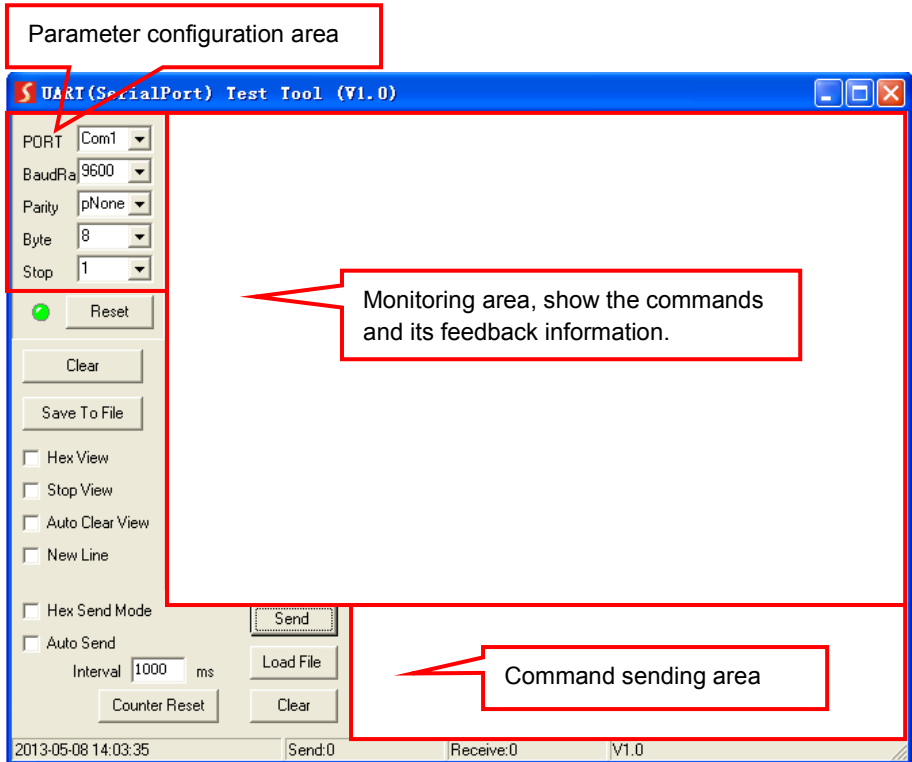 Parameter configuration area
UART(SerialPort) Test Tool (V1.0)
PORT Com1
BaudRa 9600
Parity pNone
Byte 8
Stop 1
Reset
Monitoring area, show the commands
and its feedback information.
Clear
Save To File
Hex View
Stop View
Auto Clear View
New Line
Hex Send Mode
Send
Auto Send
Interval 1000 ms
Load File
Counter Reset
Clear
Command sending area
2013-05-08 14:03:35 Send:0 Receive:0 V1.0